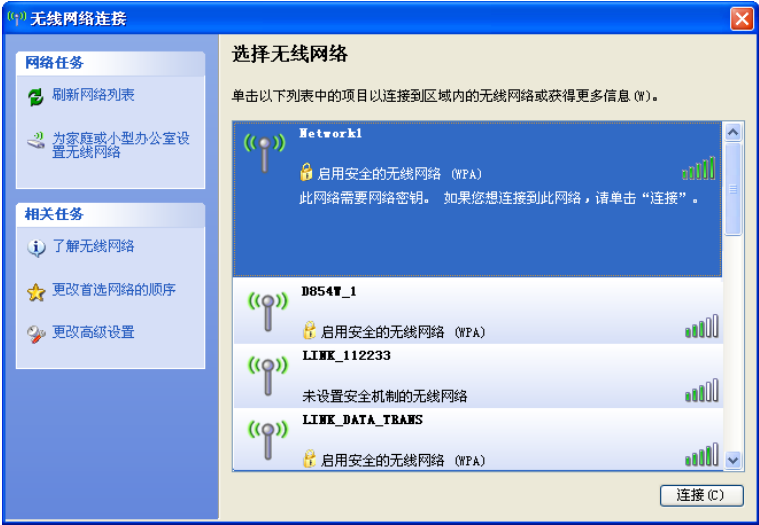 无线网络连接
网络任务
刷新网络列表
为家庭或小型办公室设
置无线网络
相关任务
了解无线网络
更改首选网络的顺序
更改高级设置
选择无线网络
单击以下列表中的项目以连接到区域内的无线网络或获得更多信息(W)。
Network1
启用安全的无线网络 (WPA)
此网络需要网络密钥。 如果您想连接到此网络，请单击“连接”。
D854W_1
启用安全的无线网络 (WPA)
LINK_112233
未设置安全机制的无线网络
LINK_DATA_TRANS
启用安全的无线网络 (WPA)
连接(C)